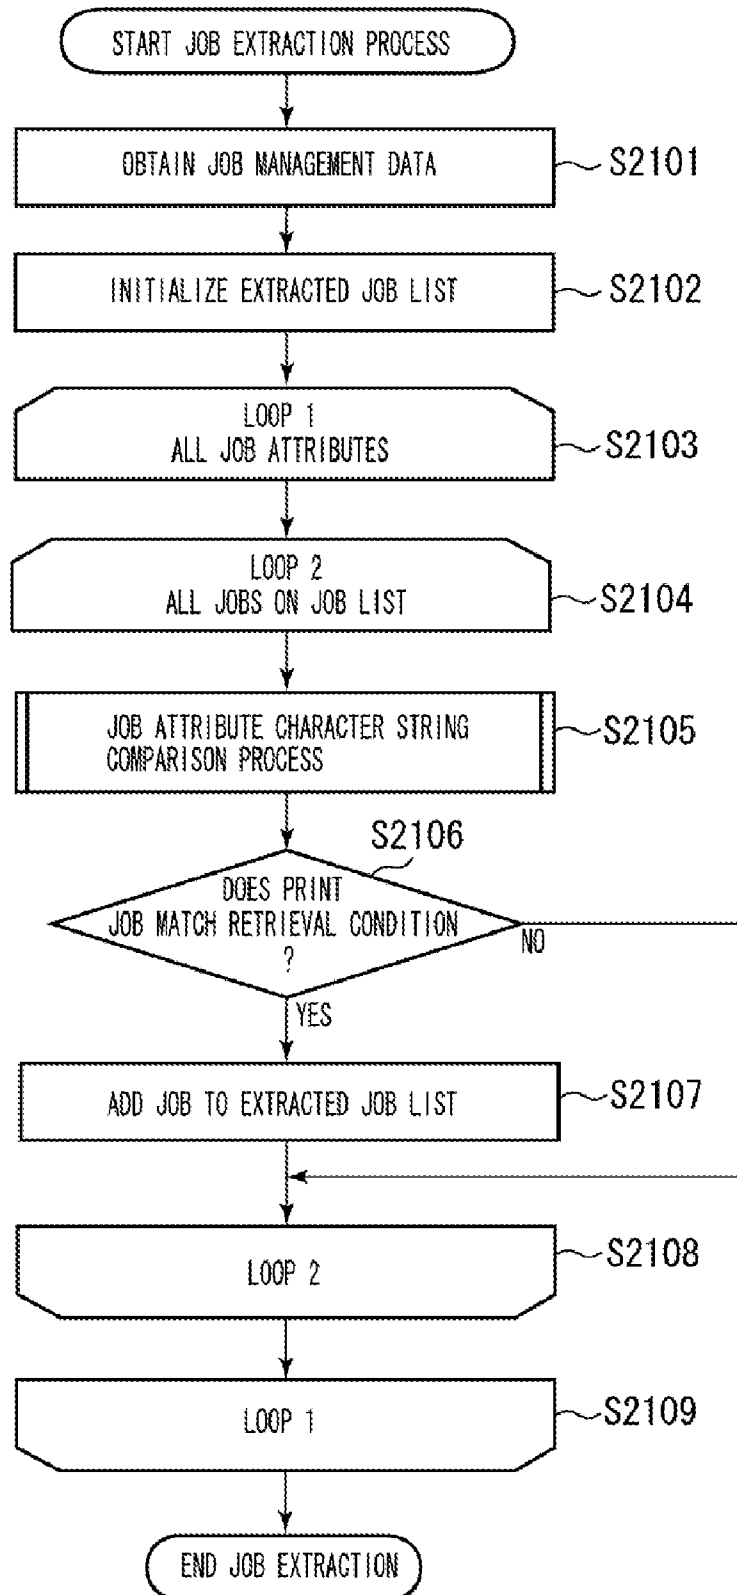 START JOB EXTRACTION PROCESS
OBTAIN JOB MANAGEMENT DATA
S2101
INITIALIZE EXTRACTED JOB LIST
S2102
LOOP 1
ALL JOB ATTRIBUTES
S2103
LOOP 2
ALL JOBS ON JOB LIST
S2104
JOB ATTRIBUTE CHARACTER STRING
COMPARISON PROCESS
S2105
S2106
DOES PRINT
JOB MATCH RETRIEVAL CONDITION
?
NO
YES
ADD JOB TO EXTRACTED JOB LIST
S2107
LOOP 2
S2108
LOOP 1
S2109
END JOB EXTRACTION